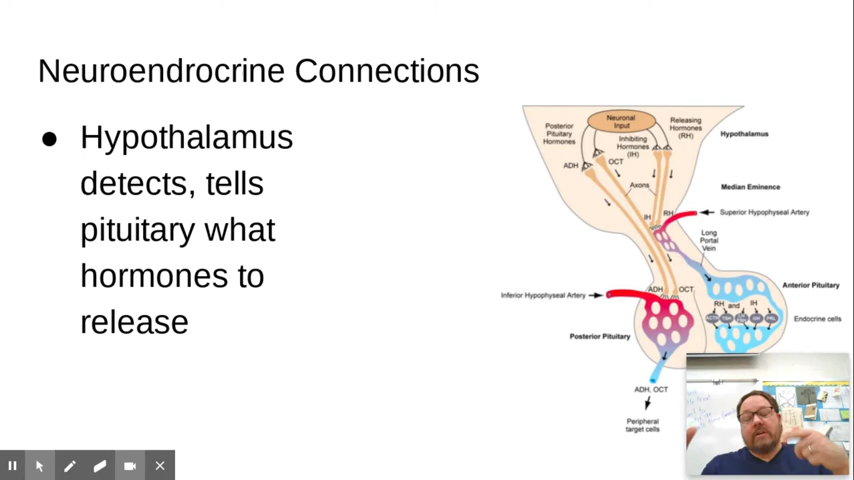 Neuroendrocrine Connections
● Hypothalamus
detects, tells
pituitary what
hormones to
release
Neuronal
Input
Posterior
Pituitary
Hormones
Inhibiting
Hormones
(IH)
Releasing
Hormones
(RH)
Hypothalamus
ADH
OCT
Axons
Median Eminence
IH
RH
Superior Hypophyseal Artery
Long
Portal
Vein
Anterior Pituitary
ADH
OCT
Inferior Hypophyseal Artery
RH and IH
Endocrine cells
Posterior Pituitary
ADH, OCT
Peripheral
target cells